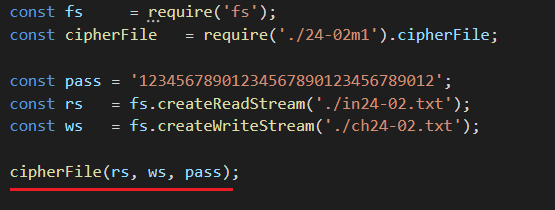 const fs     = require('fs');
const cipherFile   = require('./24-02m1').cipherFile;
const pass = '12345678901234567890123456789012';
const rs   = fs.createReadStream('./in24-02.txt');
const ws   = fs.createWriteStream('./ch24-02.txt');
cipherFile(rs, ws, pass);